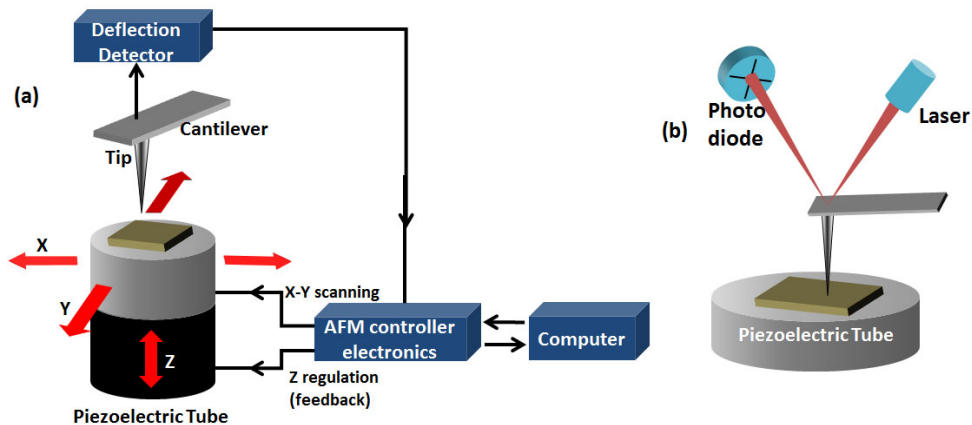 Deflection
Detector
(a)
Cantilever
Tip
X
Y
Z
X-Y scanning
AFM controller
electronics
Computer
Z regulation
(feedback)
Piezoelectric Tube
(b)
Photo
diode
Laser
Piezoelectric Tube